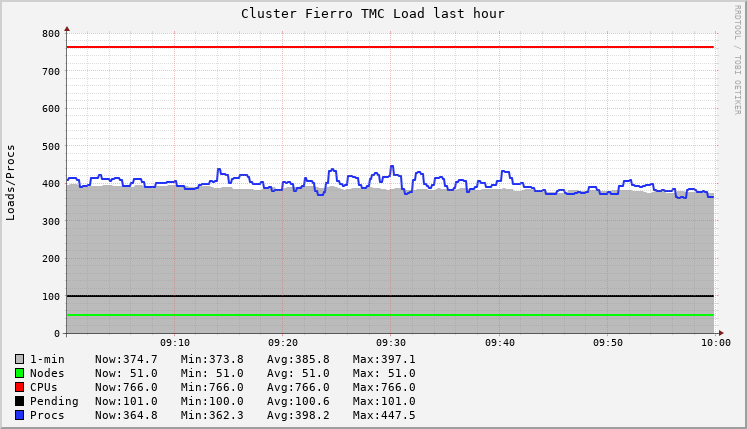 Cluster Fierro TMC Load last hour
RRDTOOL / TOBI OETIKER
Loads/Procs
800
700
600
500
400
300
200
100
0
09:10 09:20 09:30 09:40 09:50 10:00
1-min Now:374.7 Min:373.8 Avg:385.8 Max:397.1
Nodes Now: 51.0 Min: 51.0 Avg: 51.0 Max: 51.0
CPUs Now:766.0 Min:766.0 Avg:766.0 Max:766.0
Pending Now:101.0 Min:100.0 Avg:100.6 Max:101.0
Procs Now:364.8 Min:362.3 Avg:398.2 Max:447.5